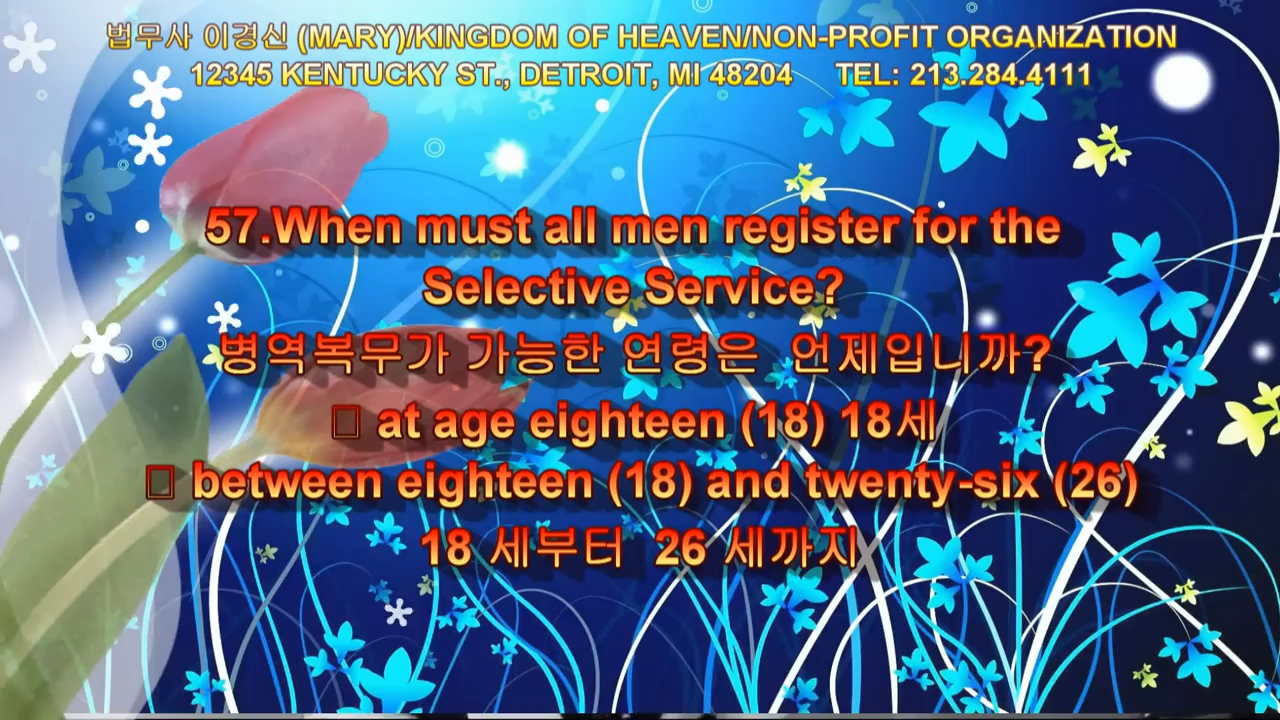 법무사 이경신 (MARY)/KINGDOM OF HEAVEN/NON-PROFIT ORGANIZATION
12345 KENTUCKY ST., DETROIT, MI 48204 TEL: 213.284.4111
57.When must all men register for the
Selective Service?
병역복무가 가능한 연령은 언제입니까?
□ at age eighteen (18) 18세
□ between eighteen (18) and twenty-six (26)
18 세부터 26 세까지